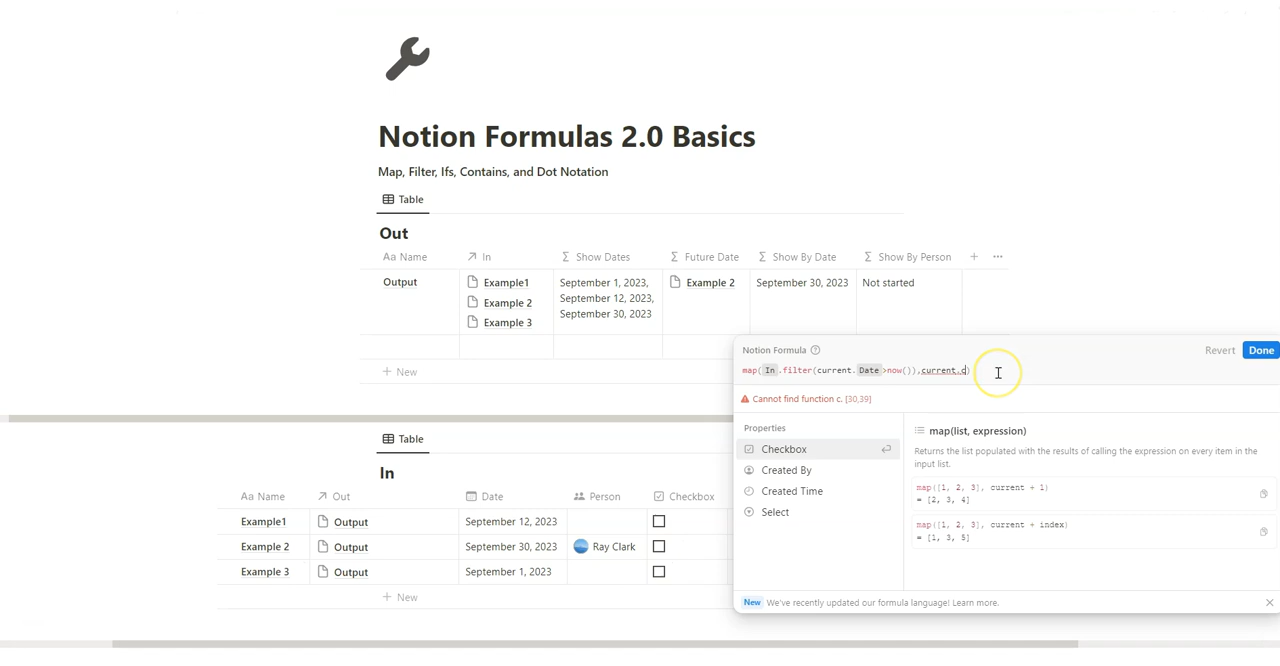 Notion Formulas 2.0 Basics
Map, Filter, Ifs, Contains, and Dot Notation
Table
Out
Aa Name In Σ Show Dates Σ Future Date Σ Show By Date Σ Show By Person + ...
Output Example1 September 1, 2023, Example 2 September 30, 2023 Not started
Example 2 September 12, 2023,
Example 3 September 30, 2023
+ New
Notion Formula ? Revert Done
map( In .filter(current. Date >now()),current.c)
Cannot find function c. [30,39]
Properties
Checkbox
Created By
Created Time
Select
map(list, expression)
Returns the list populated with the results of calling the expression on every item in the
input list.
map([1, 2, 3], current + 1)
= [2, 3, 4]
map([1, 2, 3], current + index)
= [1, 3, 5]
New We've recently updated our formula language! Learn more.
Table
In
Aa Name Out Date Person Checkbox
Example1 Output September 12, 2023
Example 2 Output September 30, 2023 Ray Clark
Example 3 Output September 1, 2023
+ New